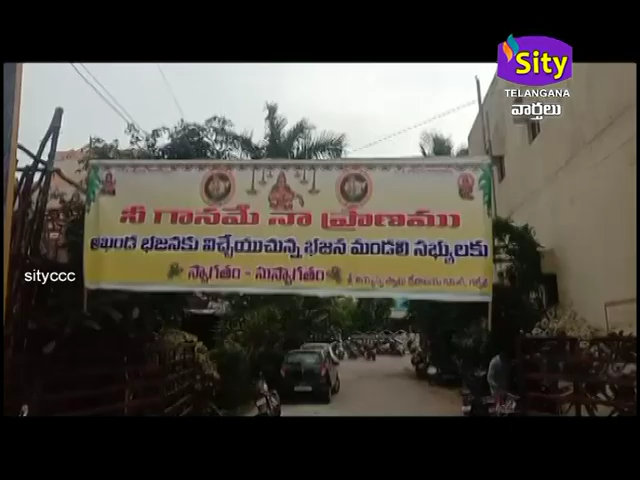 Sity
TELANGANA
వార్తలు
నీ గానమే నా ప్రాణము
అఖండ భజనకు విచ్చేయుచున్న భజన మండలి సభ్యులకు
స్వాగతం - సుస్వాగతం
sityccc